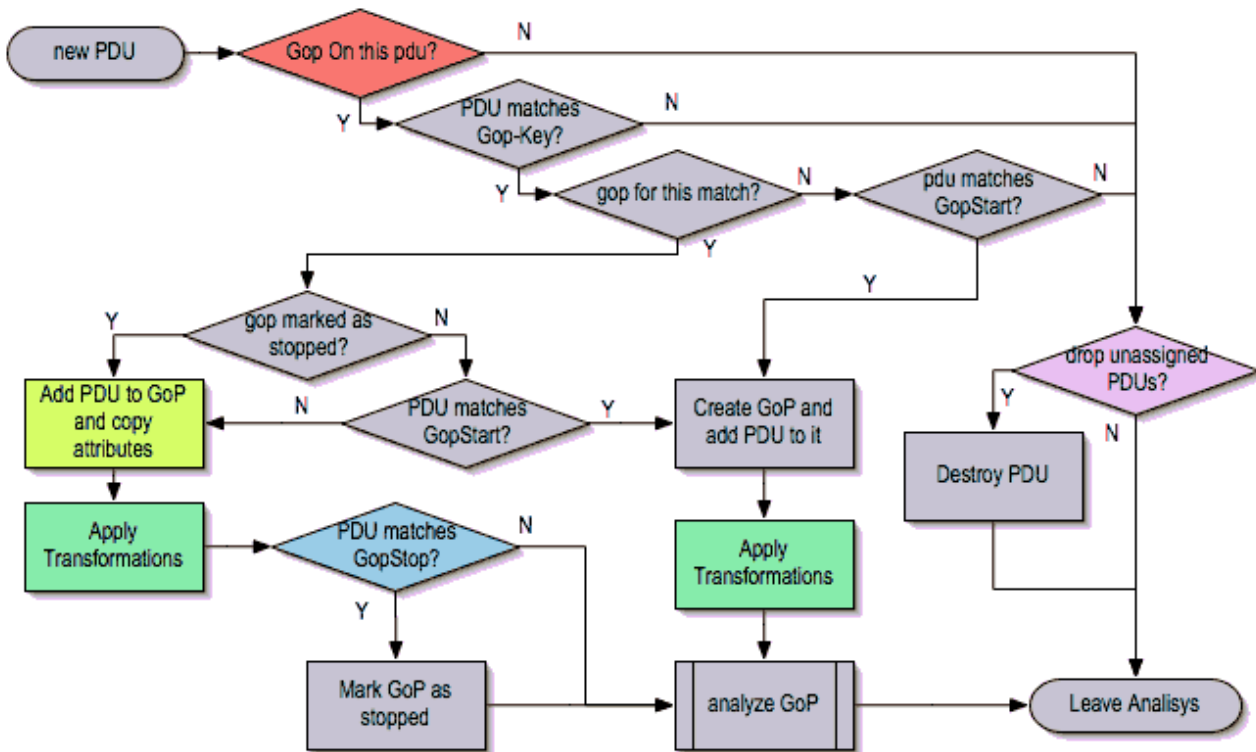 new PDU
Gop On this pdu?
N
Y
PDU matches
Gop-Key?
N
Y
gop for this match?
N
pdu matches
GopStart?
N
Y
Y
gop marked as
stopped?
Y
N
drop unassigned
PDUs?
Y
N
Add PDU to GoP
and copy
attributes
N
PDU matches
GopStart?
Y
Create GoP and
add PDU to it
Destroy PDU
Apply
Transformations
PDU matches
GopStop?
N
Y
Apply
Transformations
Mark GoP as
stopped
analyze GoP
Leave Analisys